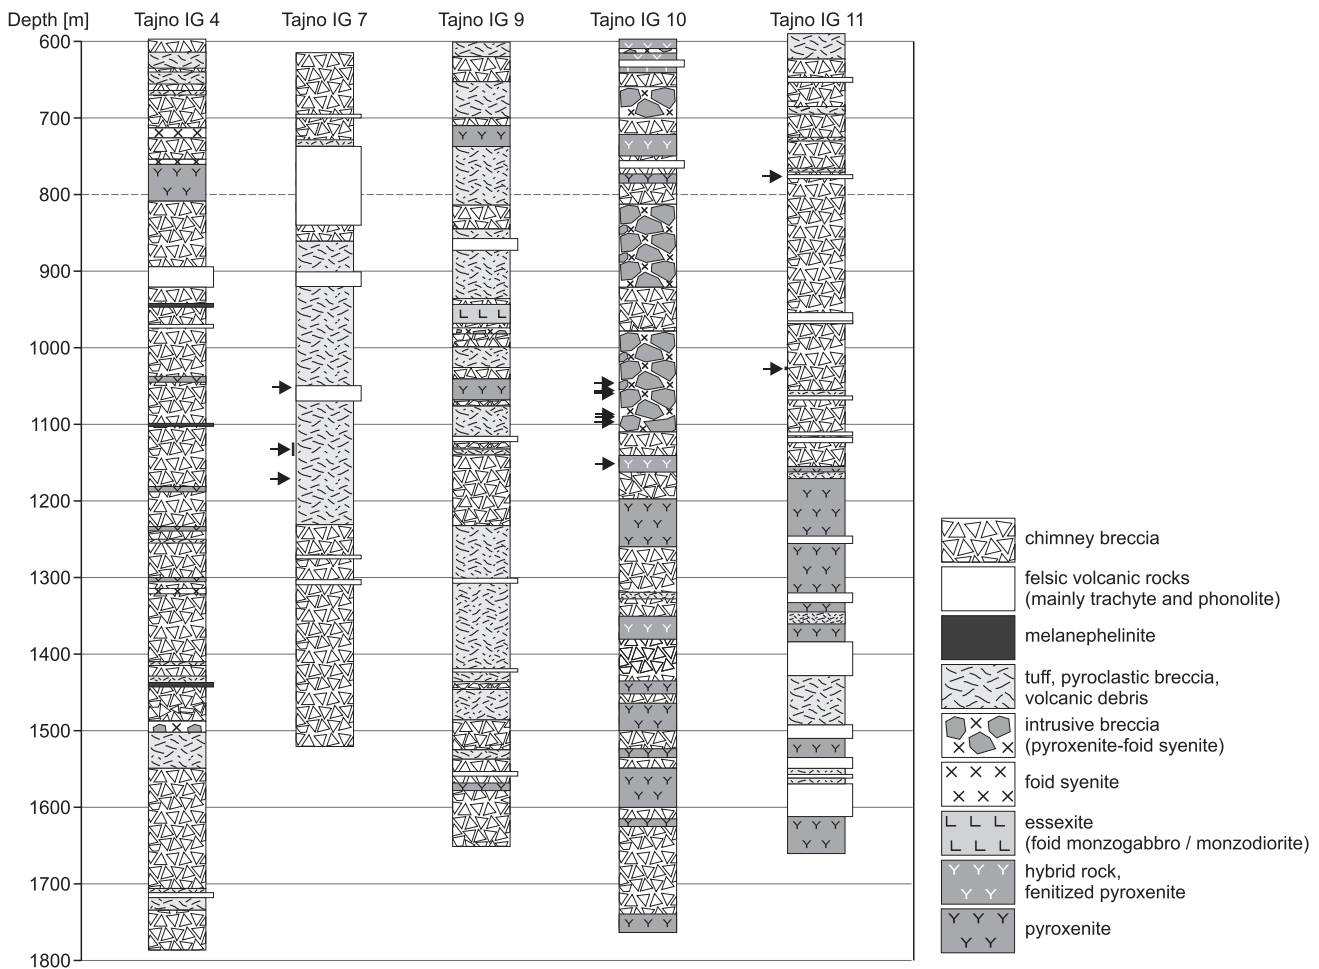 Depth [m] Tajno IG 4 Tajno IG 7 Tajno IG 9 Tajno IG 10 Tajno IG 11
600
700
800
900
1000
1100
1200
1300
1400
1500
1600
1700
1800
chimney breccia
felsic volcanic rocks
(mainly trachyte and phonolite)
melanephelinite
tuff, pyroclastic breccia,
volcanic debris
intrusive breccia
(pyroxenite-foid syenite)
foid syenite
essexite
(foid monzogabbro / monzodiorite)
hybrid rock,
fenitized pyroxenite
pyroxenite